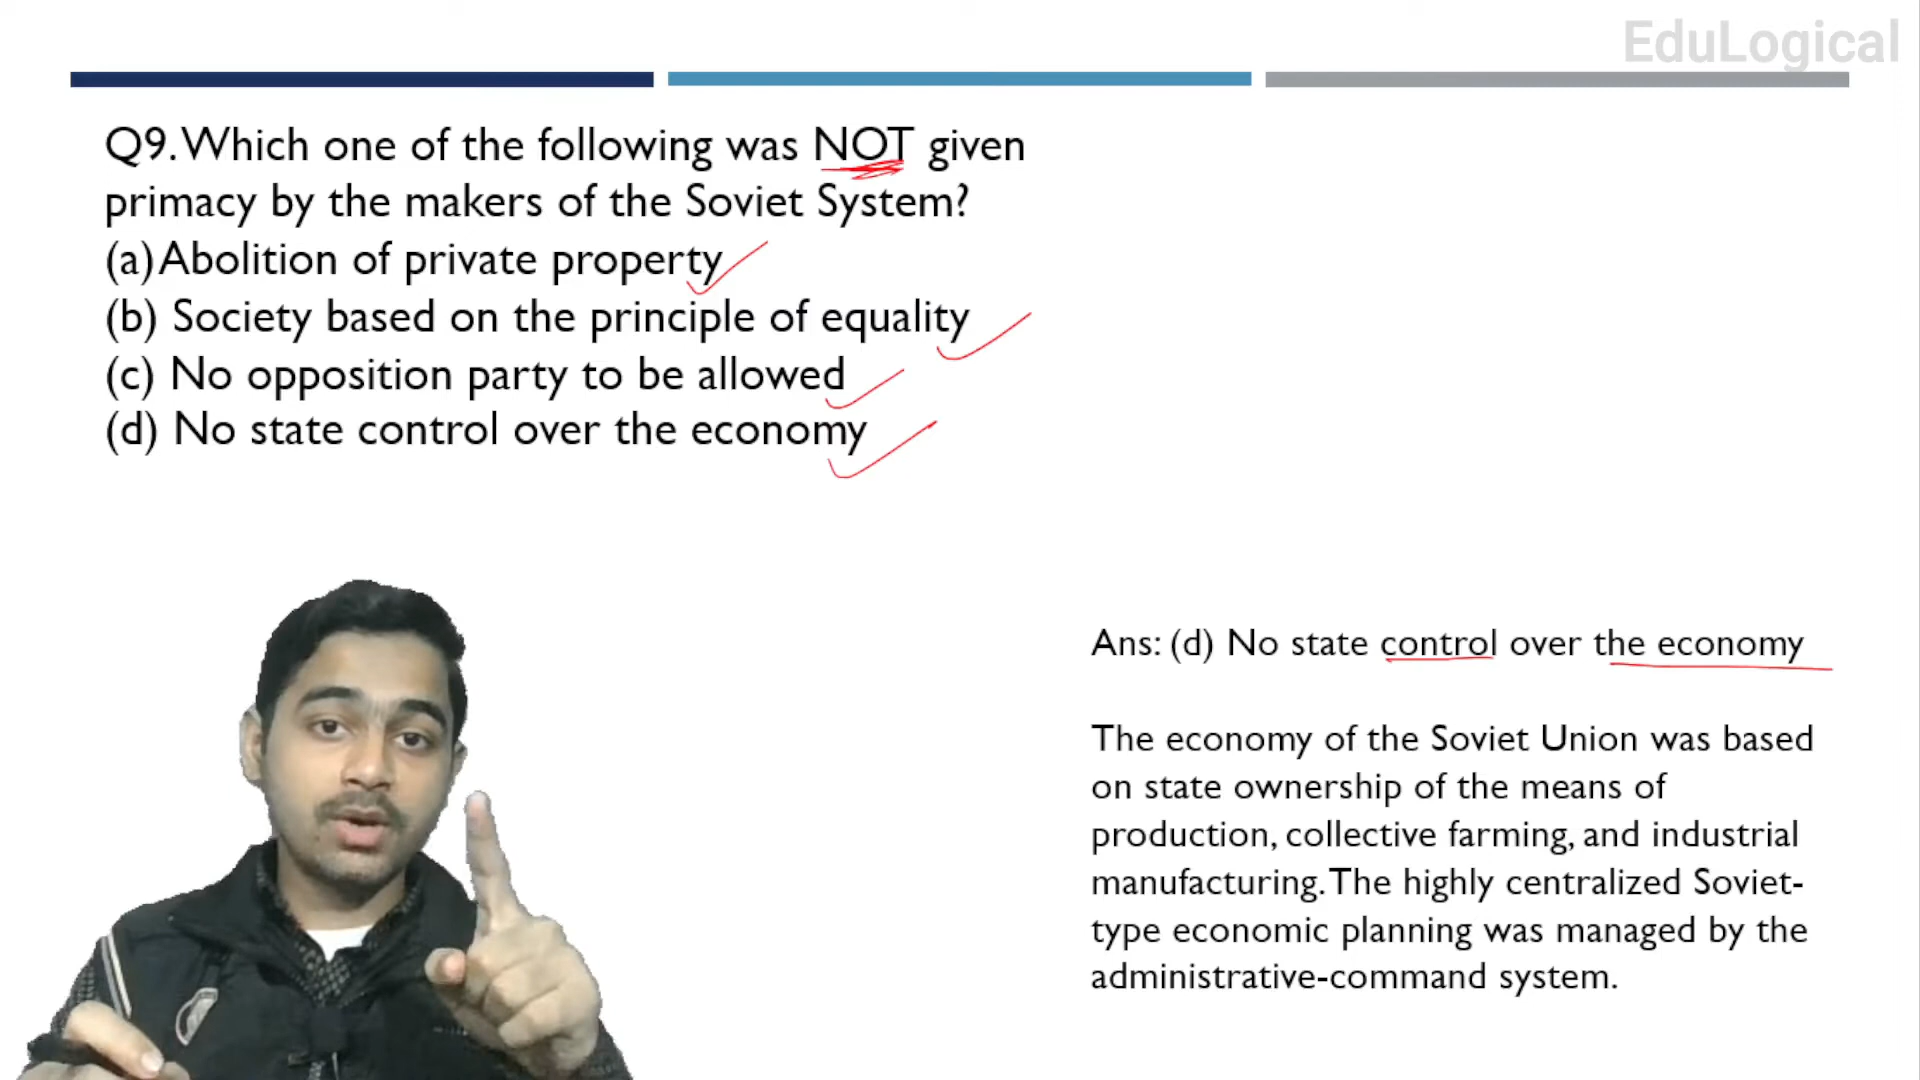 EduLogical
Q9. Which one of the following was NOT given
primacy by the makers of the Soviet System?
(a) Abolition of private property
(b) Society based on the principle of equality
(c) No opposition party to be allowed
(d) No state control over the economy
Ans: (d) No state control over the economy
The economy of the Soviet Union was based
on state ownership of the means of
production, collective farming, and industrial
manufacturing. The highly centralized Soviet-
type economic planning was managed by the
administrative-command system.